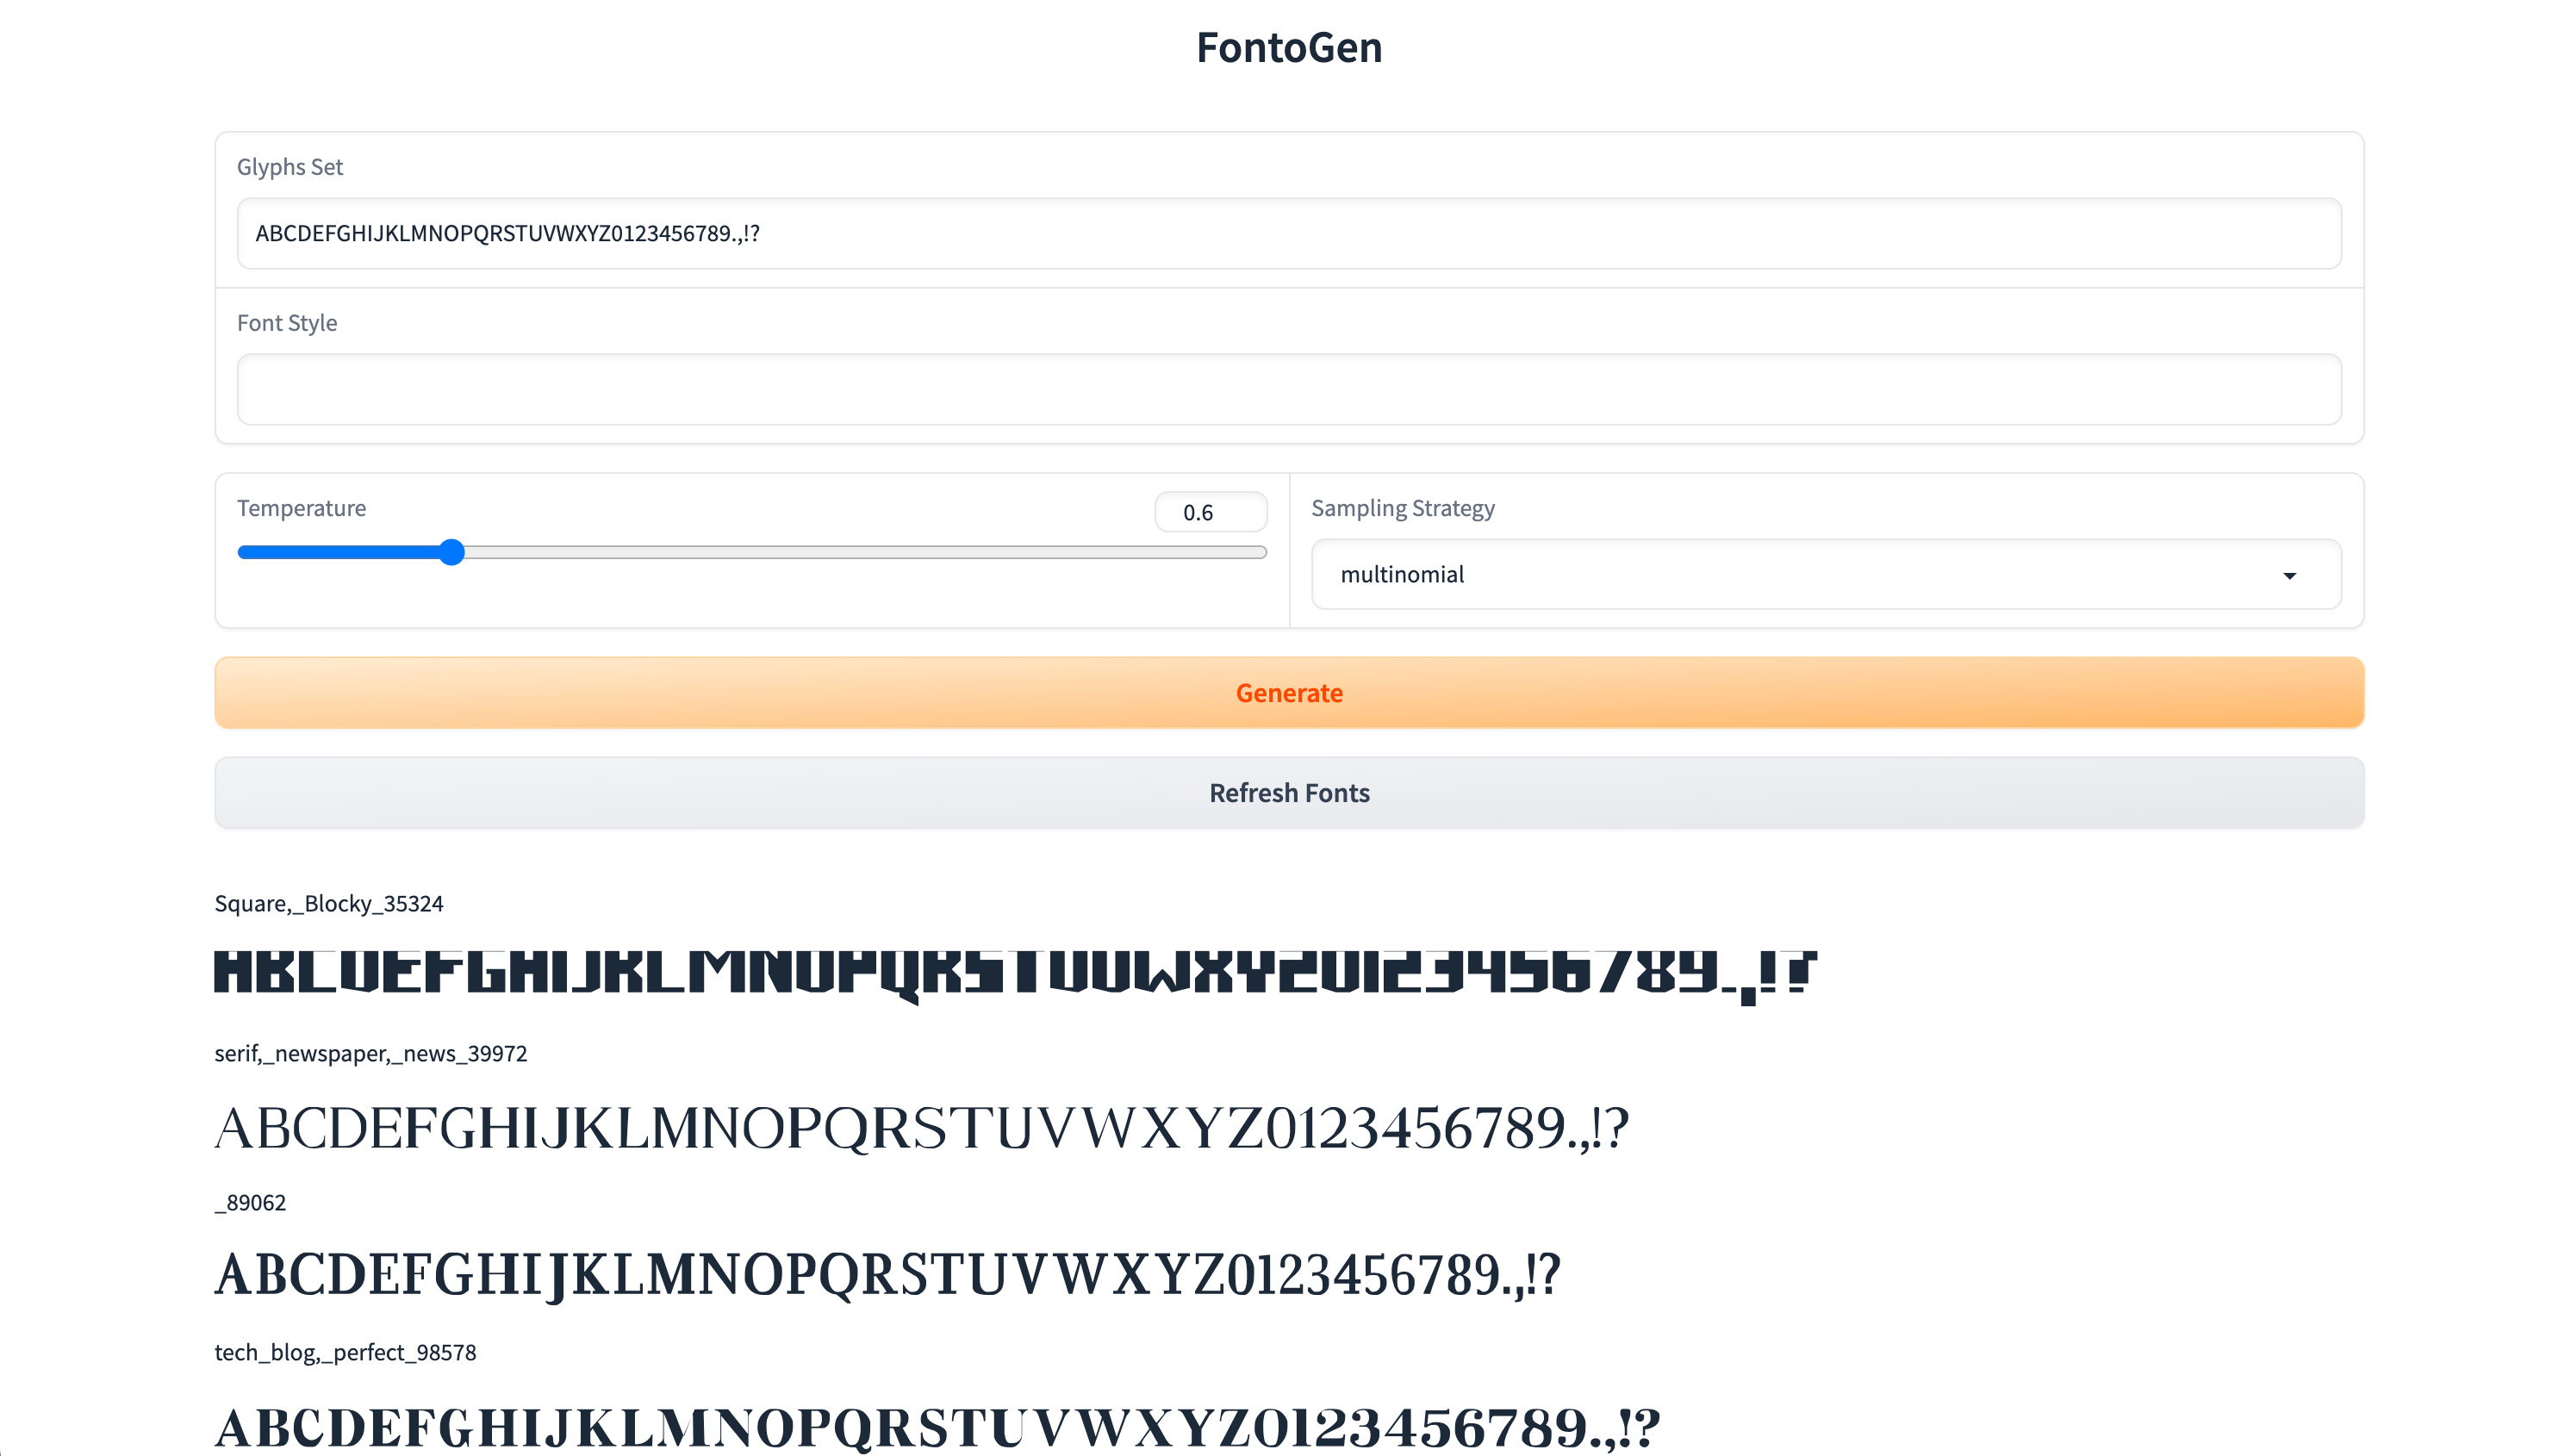 FontoGen
Glyphs Set
ABCDEFGHIJKLMNOPQRSTUVWXYZ0123456789.,!?
Font Style
Temperature
0.6
Sampling Strategy
multinomial
Generate
Refresh Fonts
Square,_Blocky_35324
ABCDEFGHIJKLMNOPQRSTUVWXYZ0123456789.,!?
serif,_newspaper,_news_39972
ABCDEFGHIJKLMNOPQRSTUVWXYZ0123456789.,!?
_89062
ABCDEFGHIJKLMNOPQRSTUVWXYZ0123456789.,!?
tech_blog,_perfect_98578
ABCDEFGHIJKLMNOPQRSTUVWXYZ0123456789.,!?